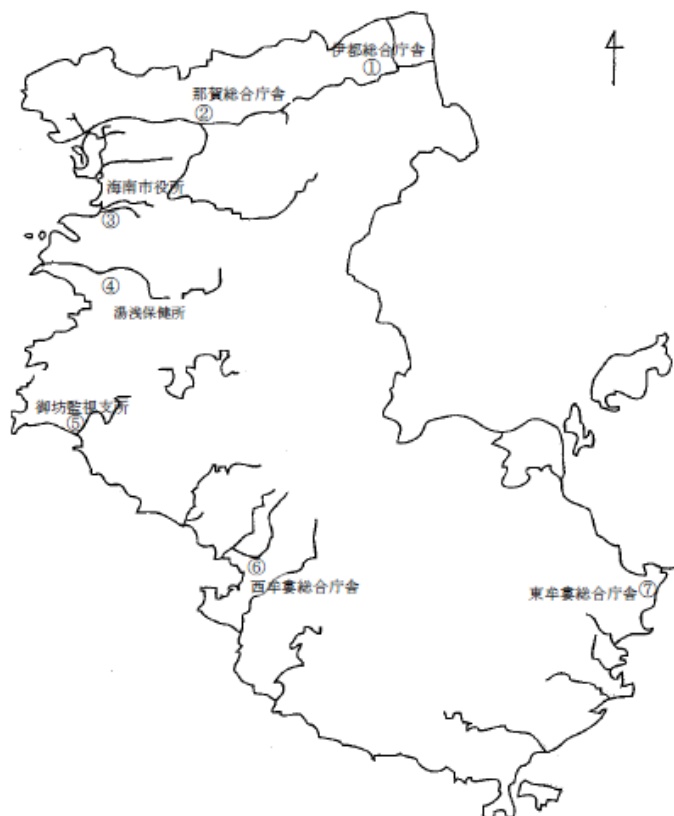 伊都総合庁舎
①
那賀総合庁舎
②
海南市役所
③
④
湯浅保健所
御坊監視支所
⑤
⑥
西牟婁総合庁舎
東牟婁総合庁舎⑦